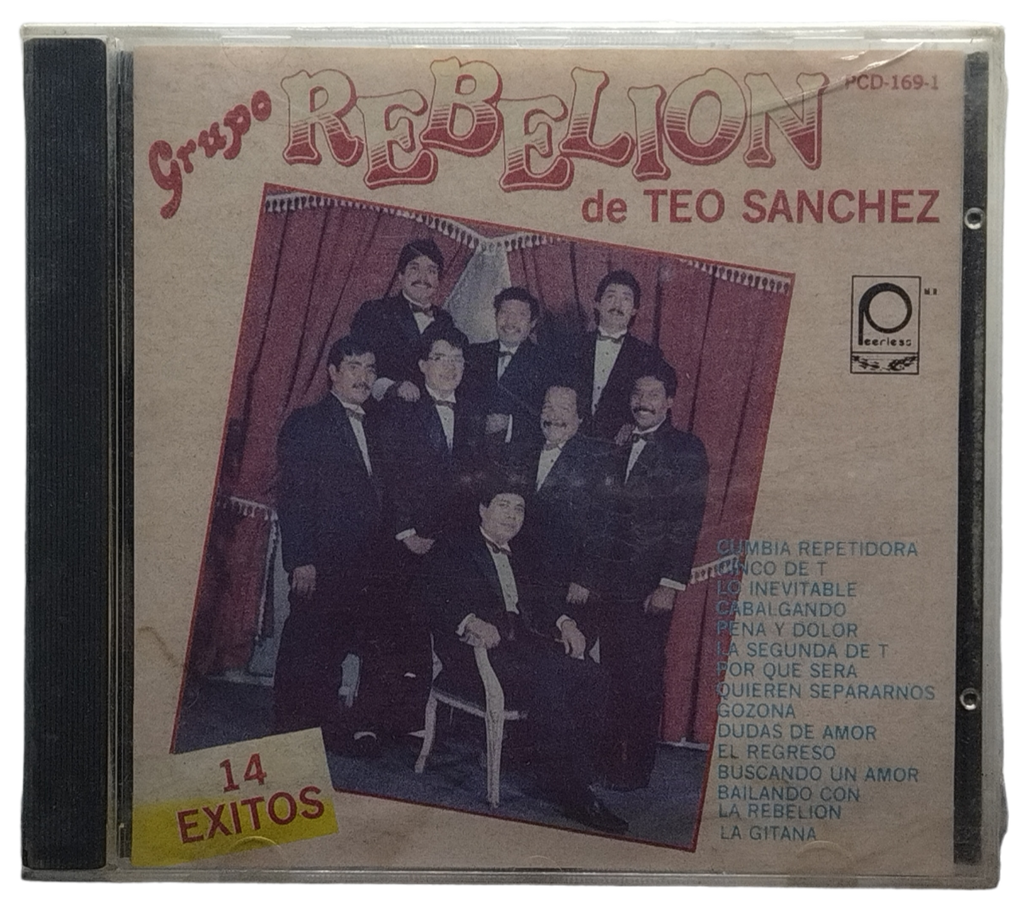 Grupo REBELION
PCD-169-1
de TEO SANCHEZ
Peerless
M.R
CUMBIA REPETIDORA
CINCO DE T
LO INEVITABLE
CABALGANDO
PENA Y DOLOR
LA SEGUNDA DE T
POR QUE SERA
QUIEREN SEPARARNOS
GOZONA
DUDAS DE AMOR
EL REGRESO
BUSCANDO UN AMOR
BAILANDO CON
LA REBELION
LA GITANA
14
EXITOS